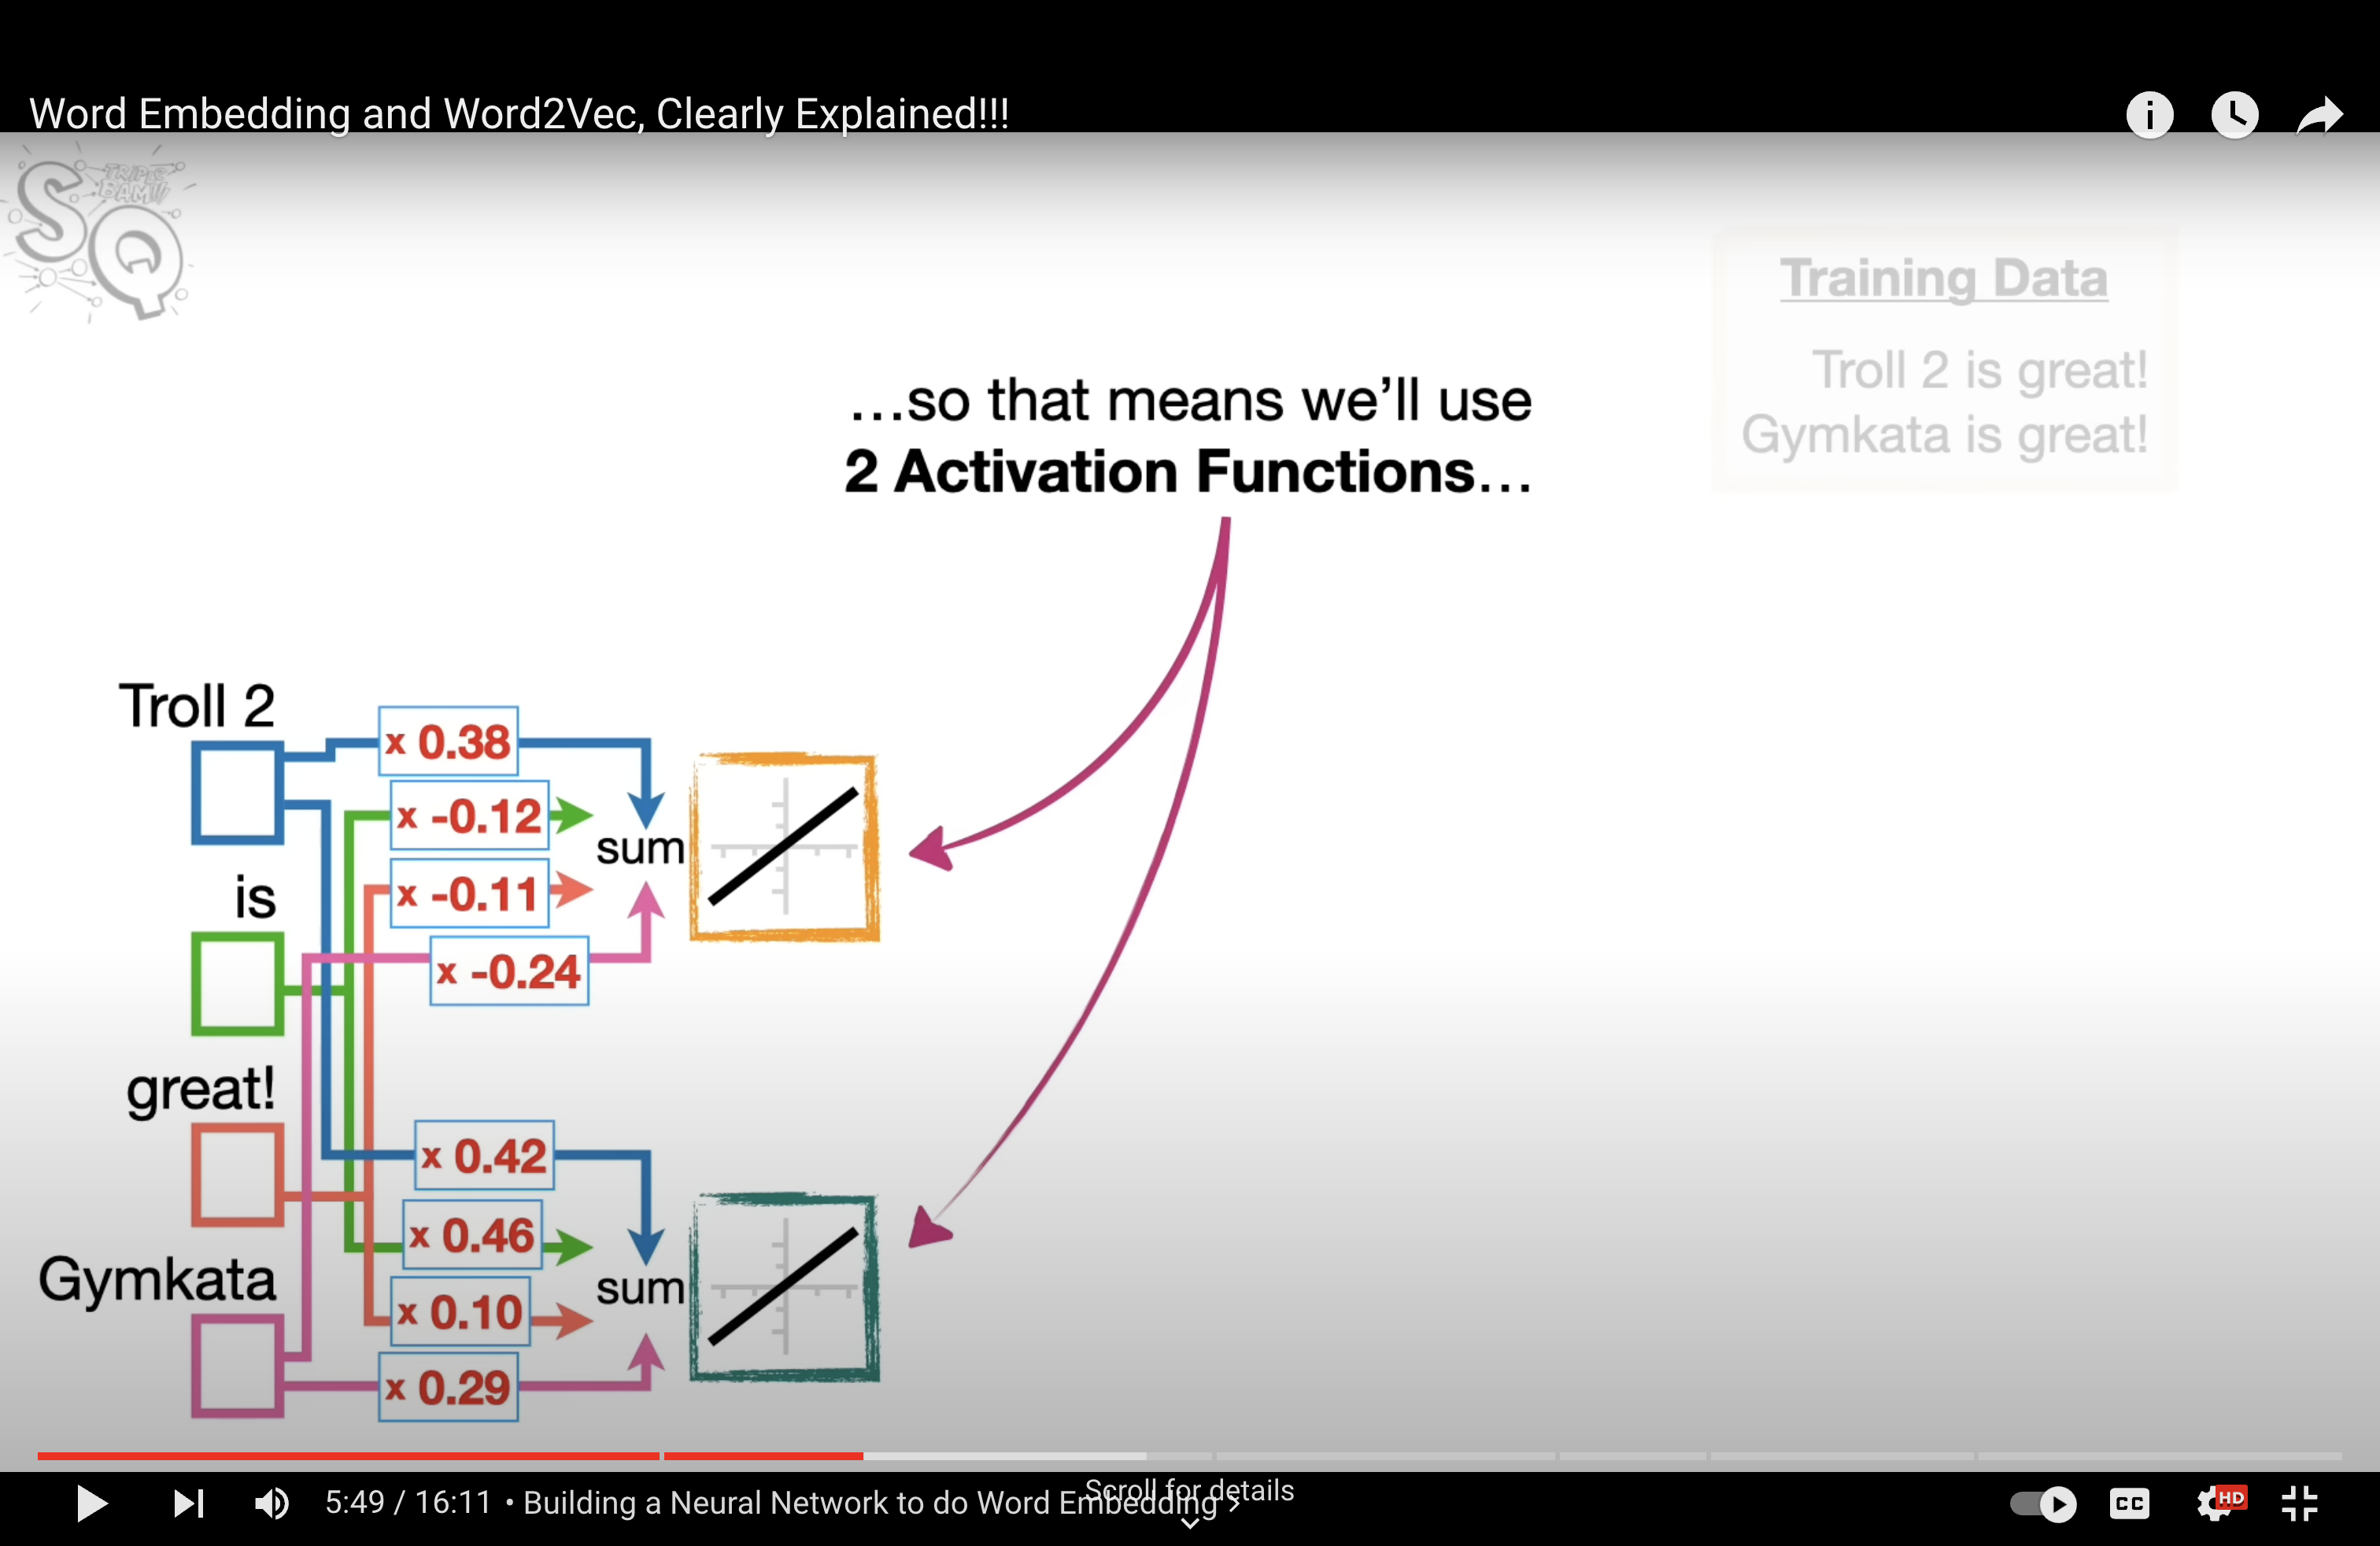 Word Embedding and Word2Vec, Clearly Explained!!!
TRIPLE
BAM!!!
SQ
Training Data
Troll 2 is great!
Gymkata is great!
…so that means we’ll use
2 Activation Functions…
Troll 2
x 0.38
x -0.12
sum
x -0.11
is
x -0.24
great!
x 0.42
x 0.46
sum
Gymkata
x 0.10
x 0.29
Scroll for details
5:49 / 16:11 • Building a Neural Network to do Word Embedding
CC
HD